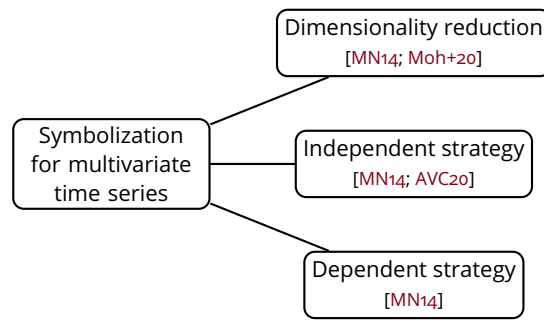 Dimensionality reduction
[MN14; Moh+20]
Symbolization
for multivariate
time series
Independent strategy
[MN14; AVC20]
Dependent strategy
[MN14]